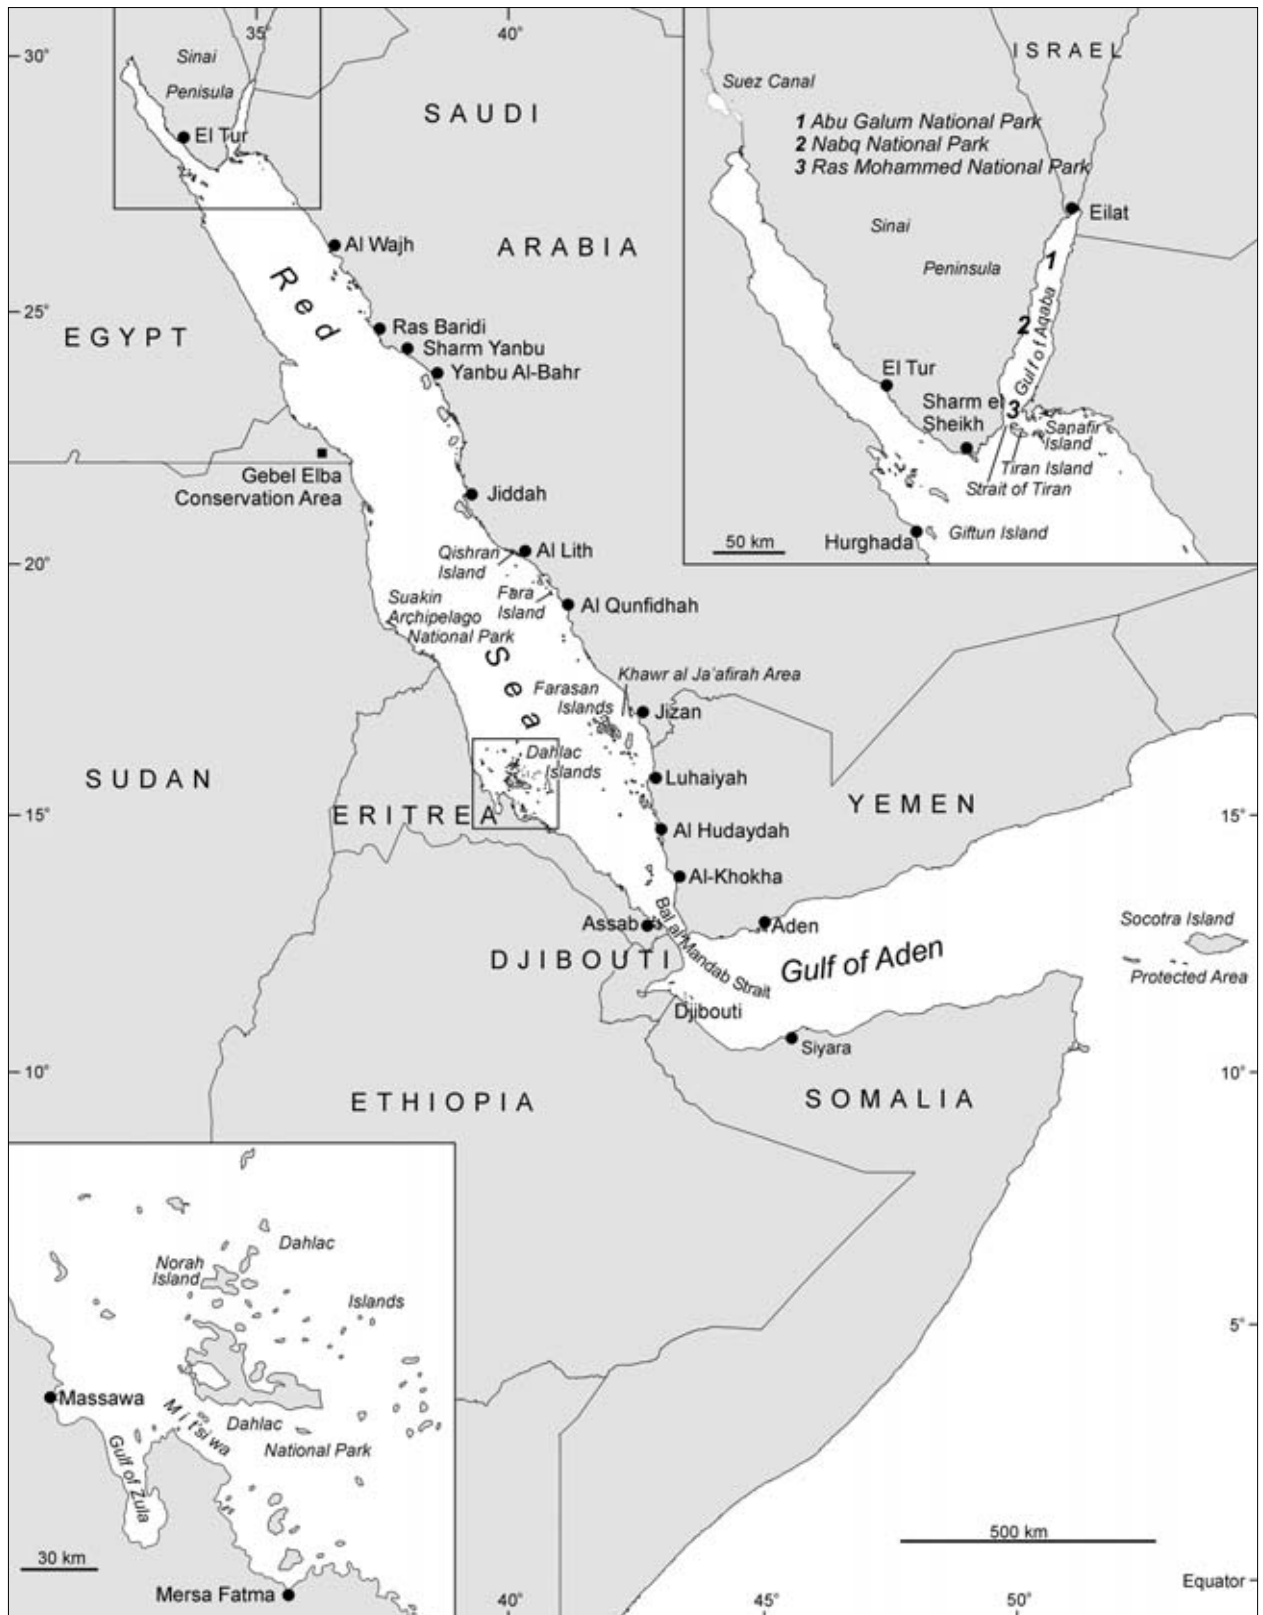 35°
40°
30°
Sinai
Penisula
El Tur
SAUDI
ARABIA
Al Wajh
Red
25°
EGYPT
Ras Baridi
Sharm Yanbu
Yanbu Al-Bahr
Gebel Elba
Conservation Area
Jiddah
Qishran
Island
Al Lith
20°
Fara
Island
Al Qunfidhah
Suakin
Archipelago
National Park
Sea
Khawr al Ja'afirah Area
Farasan
Islands
Jizan
Dahlac
Islands
SUDAN
ERITREA
Luhaiyah
YEMEN
15°
15°
Al Hudaydah
Al-Khokha
Assab
Bal al Mandab Strait
Aden
Gulf of Aden
Socotra Island
Protected Area
DJIBOUTI
Djibouti
Siyara
10°
10°
ETHIOPIA
SOMALIA
5°
500 km
Equator
40°
45°
50°
ISRAEL
Suez Canal
1 Abu Galum National Park
2 Nabq National Park
3 Ras Mohammed National Park
Eilat
Sinai
Peninsula
1
2
Gulf of Aqaba
El Tur
Sharm el
Sheikh
3
Sanafir
Island
Tiran Island
Strait of Tiran
Giftun Island
Hurghada
50 km
Dahlac
Norah
Island
Islands
Massawa
Mit'siwa
Dahlac
National Park
Gulf of Zula
30 km
Mersa Fatma